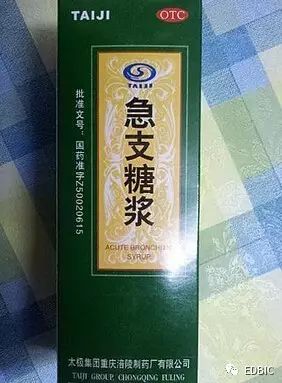 TAIJI
OTC
TAIJI
批准文号：国药准字Z50020615
急支糖浆
ACUTE BRONCHITIS
SYRUP
太极集团重庆涪陵制药厂有限公司
TAIJI GROUP. CHONGQING FULING
EDBIC